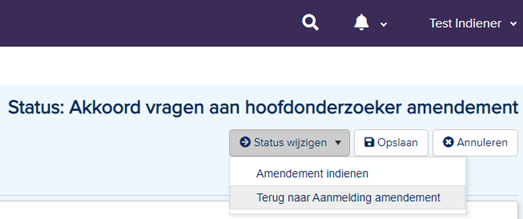 Test Indiener
Status: Akkoord vragen aan hoofdonderzoeker amendement
Status wijzigen Opslaan Annuleren
Amendement indienen
Terug naar Aanmelding amendement